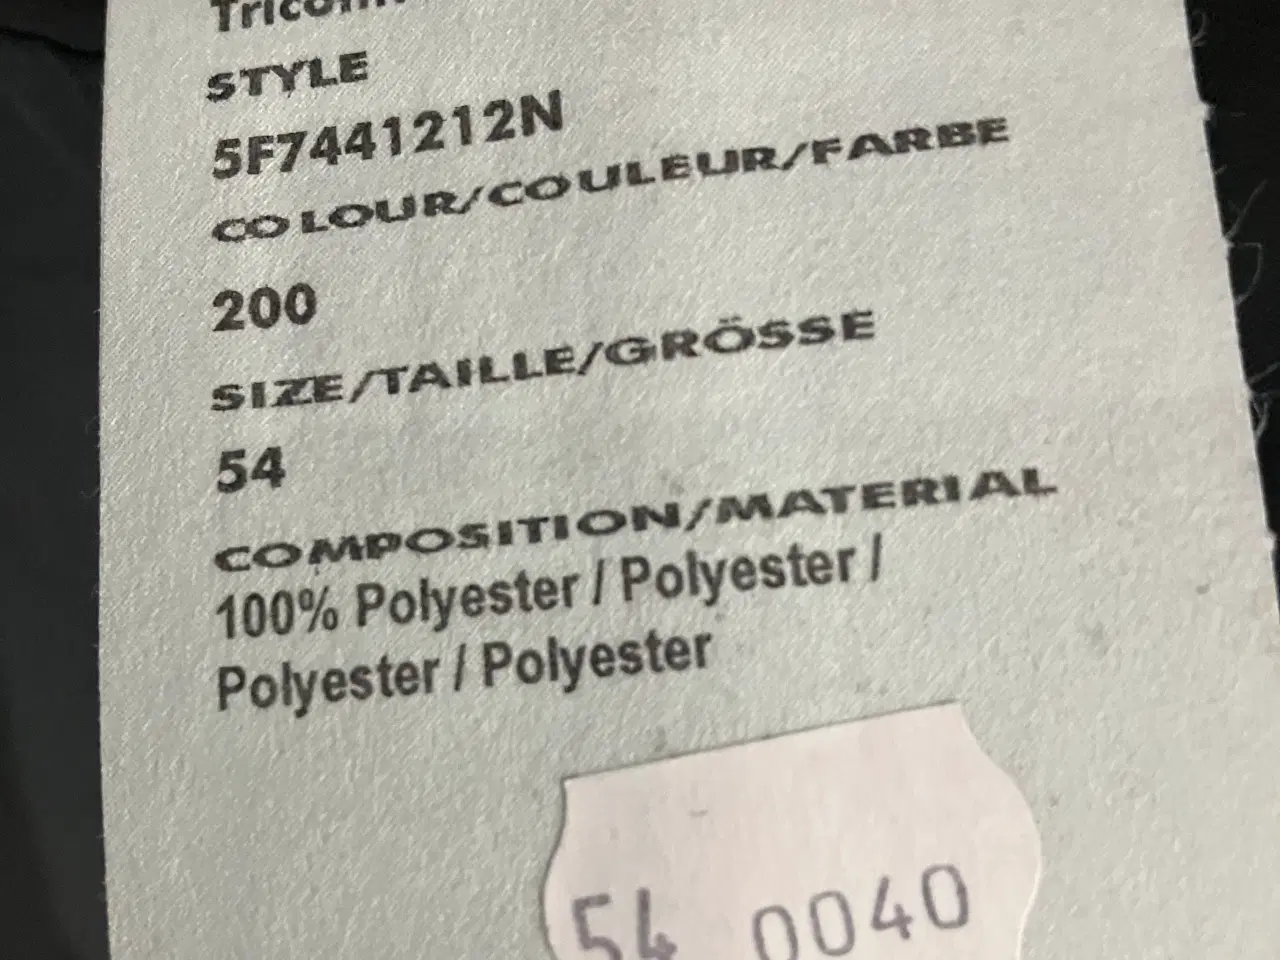 STYLE
5F7441212N
COLOUR/COULEUR/FARBE
200
SIZE/TAILLE/GRÖSSE
54
COMPOSITION/MATERIAL
100% Polyester / Polyester /
Polyester / Polyester
54 0040